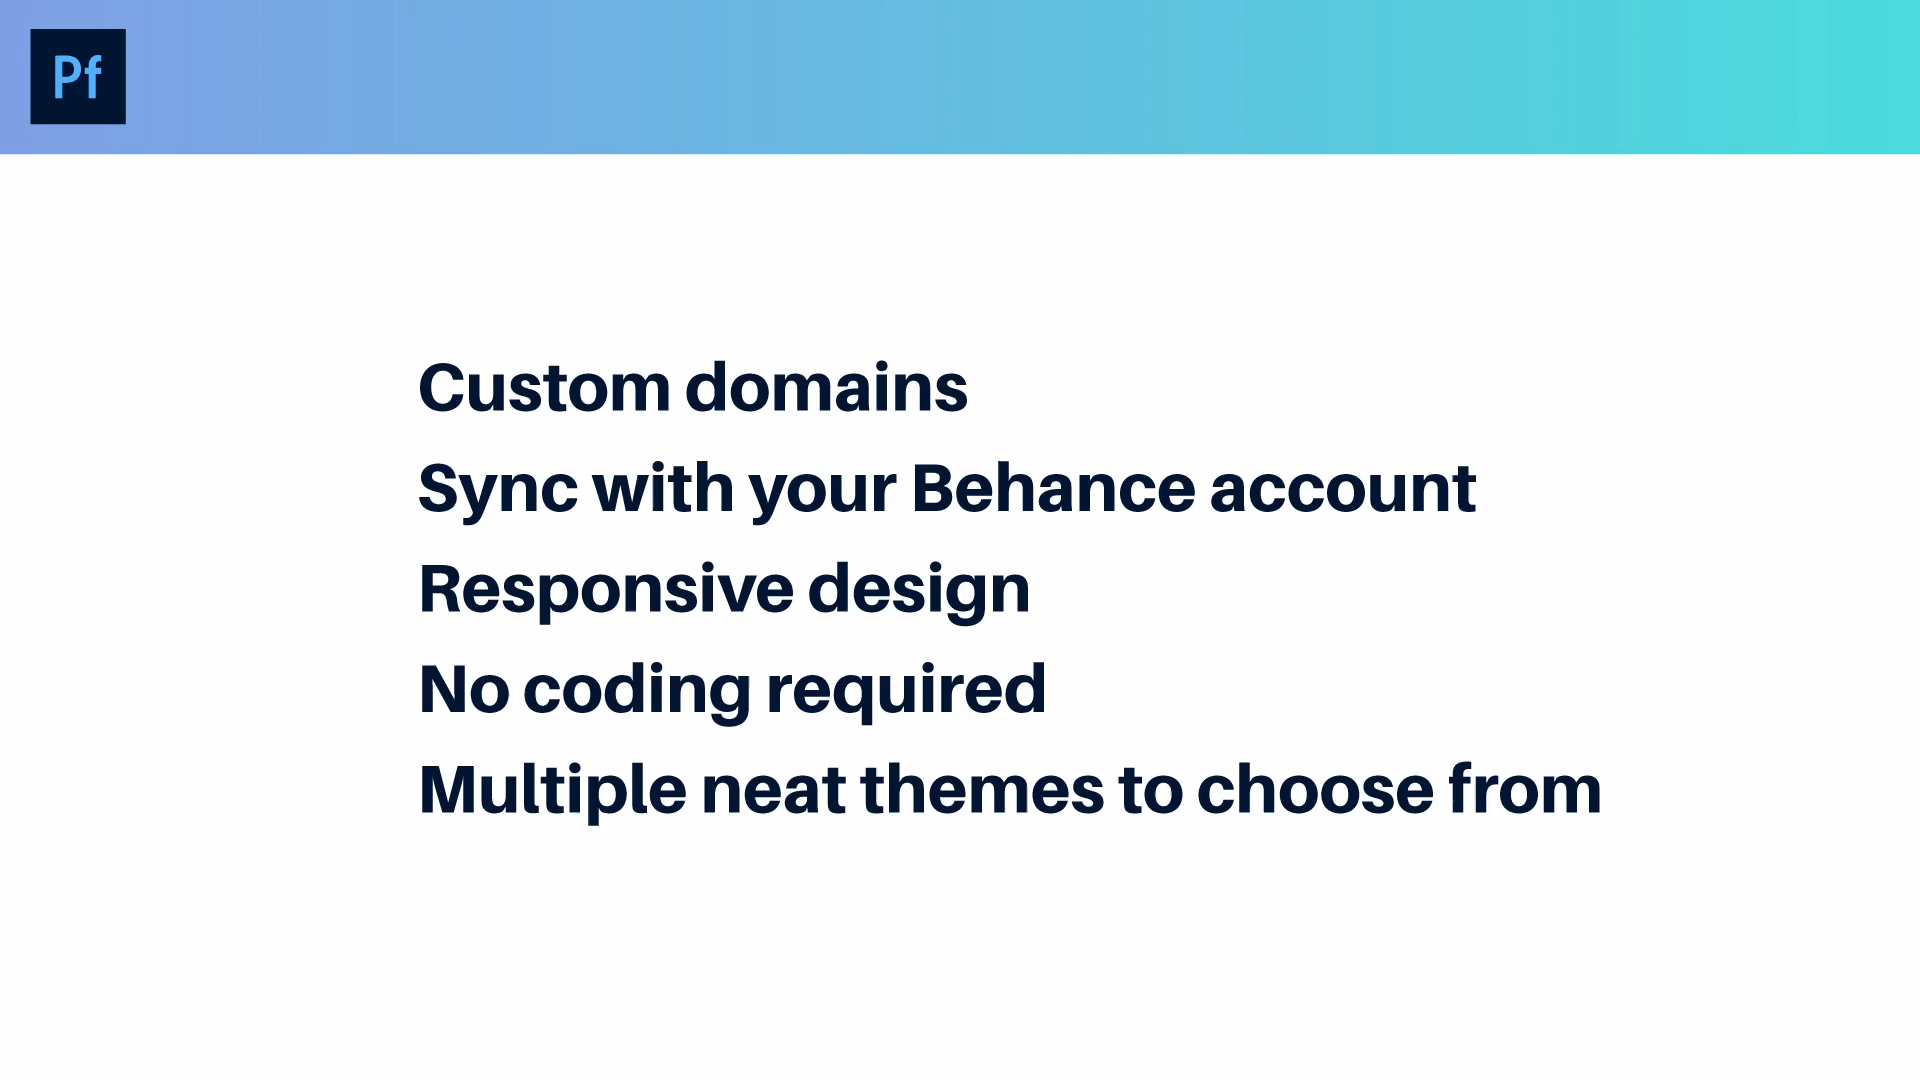 Pf
Custom domains
Sync with your Behance account
Responsive design
No coding required
Multiple neat themes to choose from